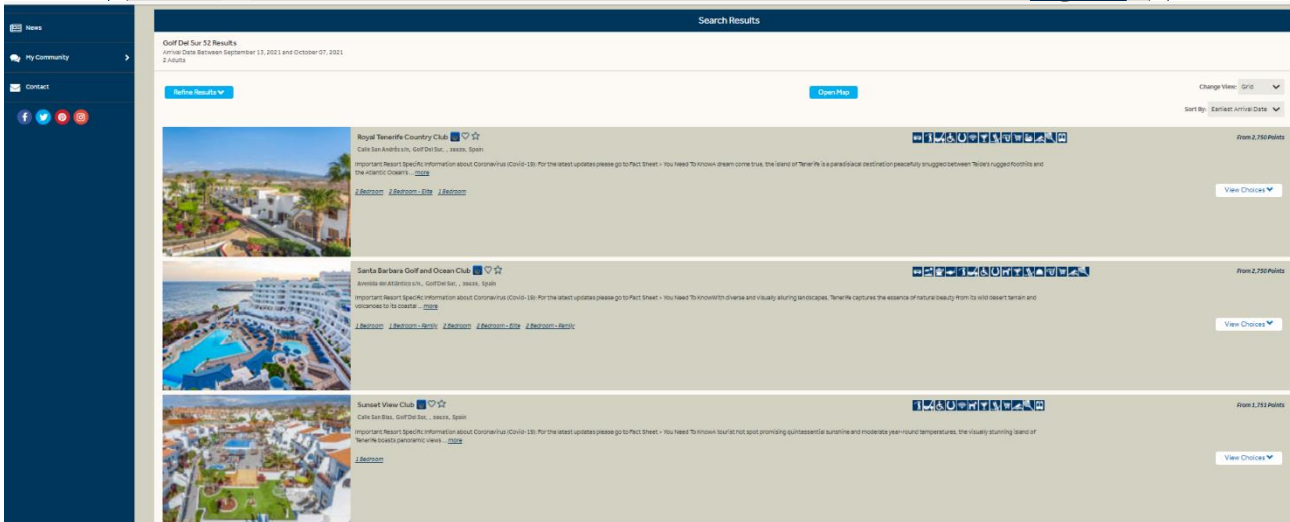 News
My Community
Contact
Search Results
Golf Del Sur 52 Results
Arrival Date Between September 13, 2021 and October 07, 2021
2 Adults
Refine Results
Open Map
Change View: Grid
Sort By: Earliest Arrival Date
Royal Tenerife Country Club
From 2,750 Points
Calle San Andrés s/n, Golf Del Sur, , 38639, Spain
Important Resort Specific Information about Coronavirus (Covid-19): For the latest updates please go to Fact Sheet > You Need To KnowA dream come true, the island of Tenerife is a paradisiacal destination peacefully snuggled between Teide's rugged foothills and
the Atlantic Ocean's ... more
2 Bedroom 2 Bedroom - Elite 1 Bedroom
View Choices
Santa Barbara Golf and Ocean Club
From 2,750 Points
Avenida del Atlántico s/n., Golf Del Sur, , Spain
Important Resort Specific Information about Coronavirus (Covid-19): For the latest updates please go to Fact Sheet > You Need To KnowWith diverse and visually alluring landscapes, Tenerife captures the essence of natural beauty from its wild desert terrain and
volcanoes to its coastal ... more
1 Bedroom 1 Bedroom - Family 2 Bedroom 2 Bedroom - Elite 2 Bedroom - Family
View Choices
Sunset View Club
From 1,751 Points
Calle San Blas, Golf Del Sur, , Spain
Important Resort Specific Information about Coronavirus (Covid-19): For the latest updates please go to Fact Sheet > You Need To KnowA tourist hot spot promising quintessential sunshine and moderate year-round temperatures, the visually stunning island of
Tenerife boasts panoramic views ... more
1 Bedroom
View Choices